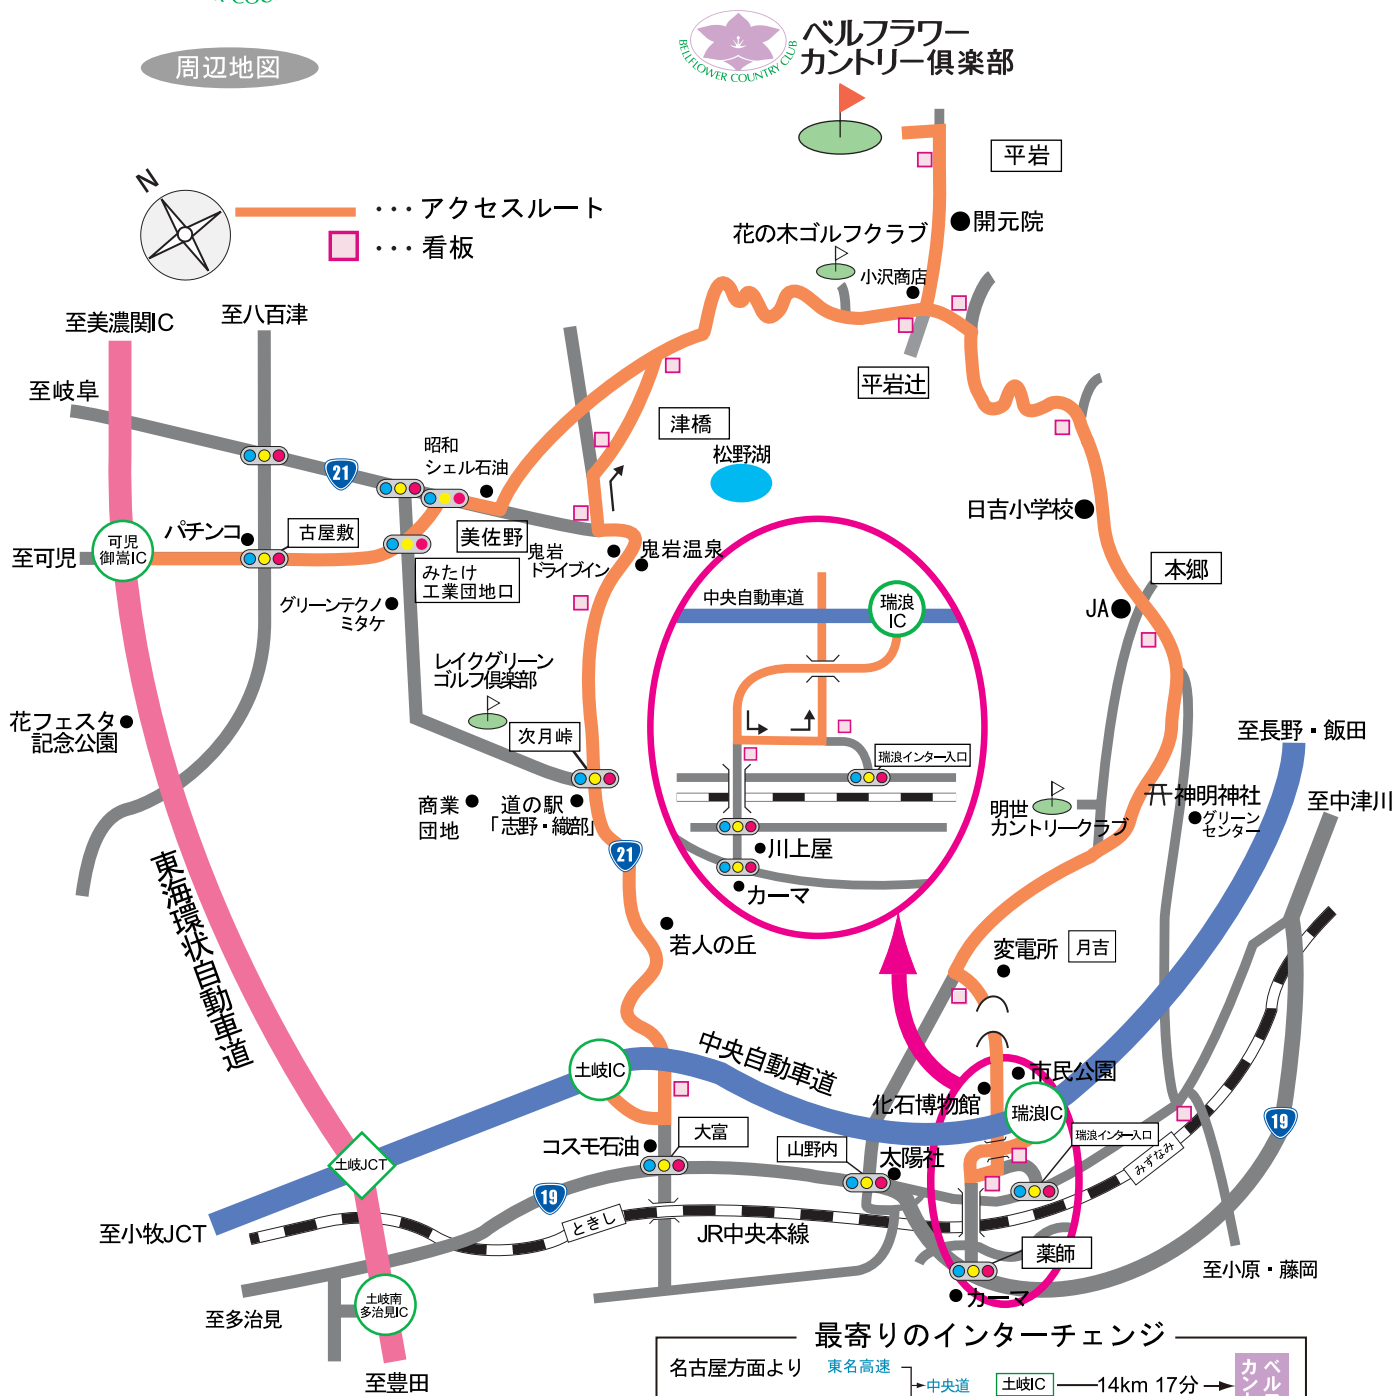 周辺地図
BELLFLOWER COUNTRY CLUB
ベルフラワー
カントリー倶楽部
N
･･･アクセスルート
･･･看板
平岩
開元院
花の木ゴルフクラブ
小沢商店
至美濃関IC
至八百津
至岐阜
平岩辻
津橋
松野湖
昭和
シェル石油
21
日吉小学校
パチンコ
古屋敷
美佐野
可児
御嵩IC
至可児
鬼岩
ドライブイン
鬼岩温泉
本郷
みたけ
工業団地口
グリーンテクノ
ミタケ
JA
中央自動車道
瑞浪
IC
レイクグリーン
ゴルフ倶楽部
花フェスタ
記念公園
次月峠
至長野・飯田
瑞浪インター入口
商業
団地
道の駅
「志野・織部」
明世
カントリークラブ
神明神社
グリーン
センター
至中津川
21
川上屋
カーマ
東海環状自動車道
若人の丘
変電所
月吉
土岐IC
中央自動車道
市民公園
化石博物館
瑞浪IC
瑞浪インター入口
19
コスモ石油
大富
山野内
太陽社
土岐JCT
みずなみ
19
ときし
至小牧JCT
JR中央本線
薬師
至小原・藤岡
カーマ
土岐南
多治見IC
至多治見
至豊田
最寄りのインターチェンジ
名古屋方面より
東名高速
中央道
土岐IC
14km 17分